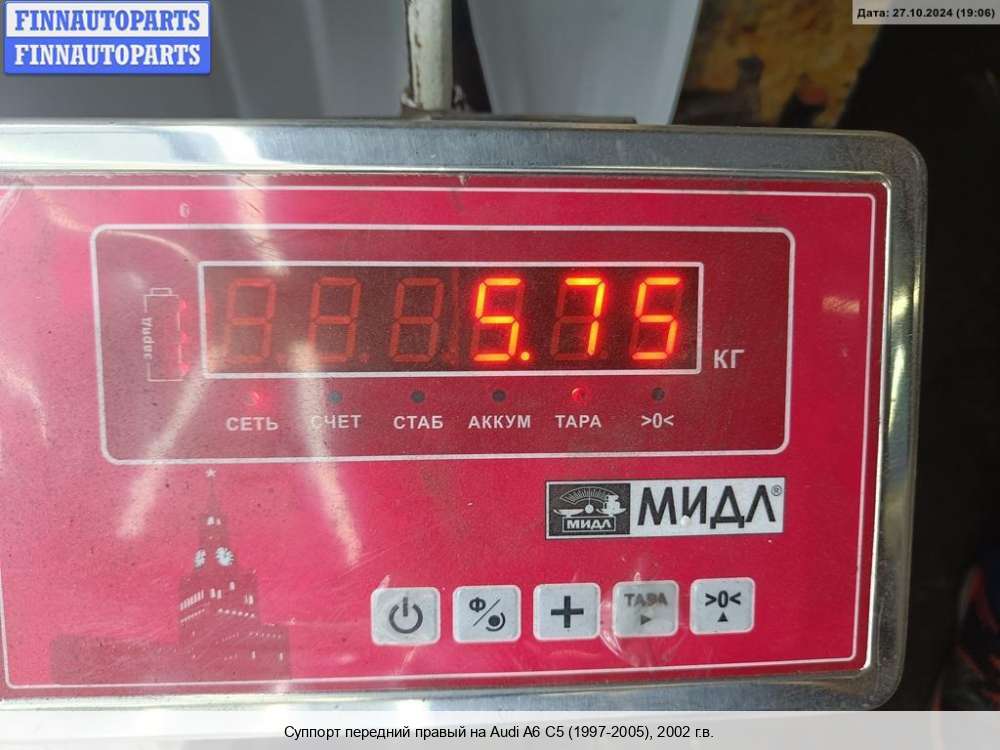 FINNAUTOPARTS
FINNAUTOPARTS
Дата: 27.10.2024 (19:06)
заряд
5.75
КГ
СЕТЬ СЧЕТ СТАБ АККУМ ТАРА >0<
МИДЛ МИДЛ®
Ф/ + ТАРА >0<
Суппорт передний правый на Audi A6 C5 (1997-2005), 2002 г.в.